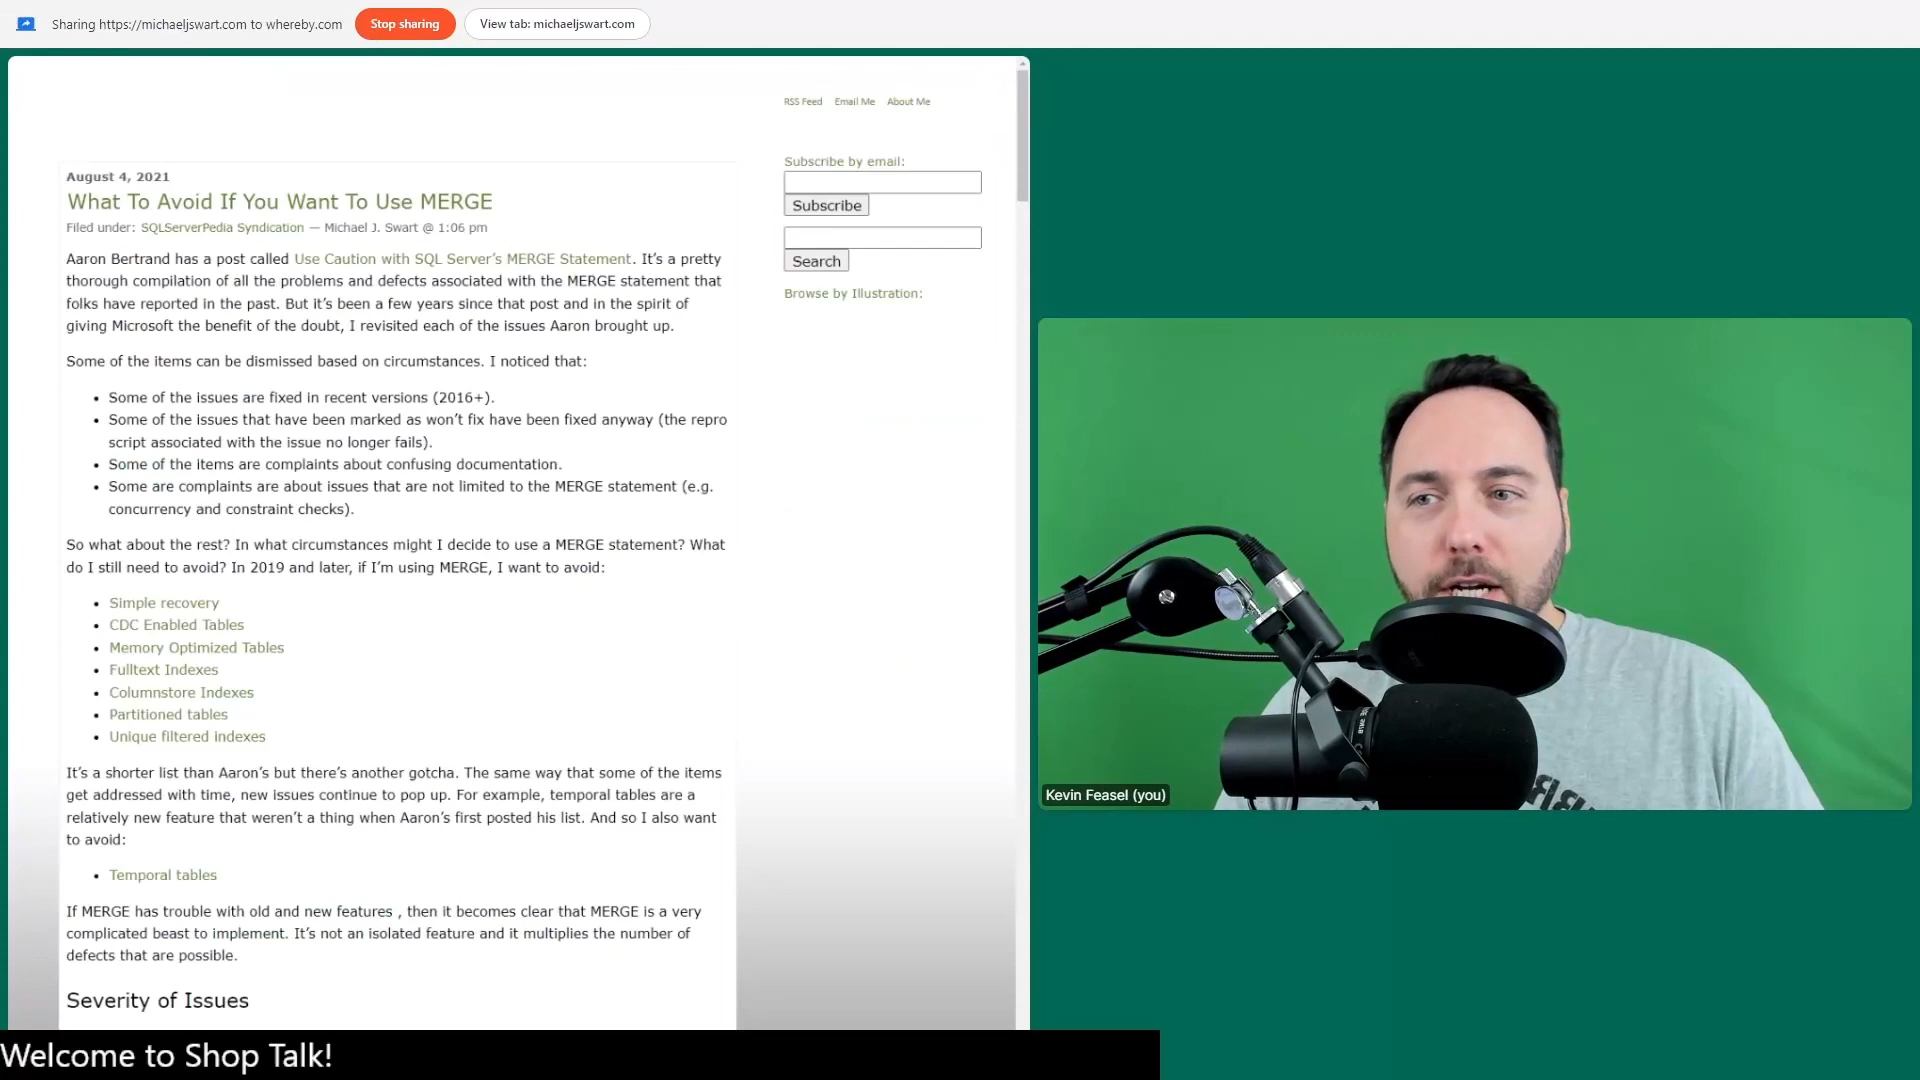 Sharing https://michaeljswart.com to whereby.com
Stop sharing
View tab: michaeljswart.com
RSS Feed Email Me About Me
Subscribe by email:
Subscribe
Search
Browse by Illustration:
August 4, 2021
What To Avoid If You Want To Use MERGE
Filed under: SQLServerPedia Syndication — Michael J. Swart @ 1:06 pm
Aaron Bertrand has a post called Use Caution with SQL Server’s MERGE Statement. It’s a pretty
thorough compilation of all the problems and defects associated with the MERGE statement that
folks have reported in the past. But it’s been a few years since that post and in the spirit of
giving Microsoft the benefit of the doubt, I revisited each of the issues Aaron brought up.
Some of the items can be dismissed based on circumstances. I noticed that:
• Some of the issues are fixed in recent versions (2016+).
• Some of the issues that have been marked as won’t fix have been fixed anyway (the repro
script associated with the issue no longer fails).
• Some of the items are complaints about confusing documentation.
• Some are complaints are about issues that are not limited to the MERGE statement (e.g.
concurrency and constraint checks).
So what about the rest? In what circumstances might I decide to use a MERGE statement? What
do I still need to avoid? In 2019 and later, if I’m using MERGE, I want to avoid:
• Simple recovery
• CDC Enabled Tables
• Memory Optimized Tables
• Fulltext Indexes
• Columnstore Indexes
• Partitioned tables
• Unique filtered indexes
It’s a shorter list than Aaron’s but there’s another gotcha. The same way that some of the items
get addressed with time, new issues continue to pop up. For example, temporal tables are a
relatively new feature that weren’t a thing when Aaron’s first posted his list. And so I also want
to avoid:
• Temporal tables
If MERGE has trouble with old and new features , then it becomes clear that MERGE is a very
complicated beast to implement. It’s not an isolated feature and it multiplies the number of
defects that are possible.
Severity of Issues
Kevin Feasel (you)
Welcome to Shop Talk!